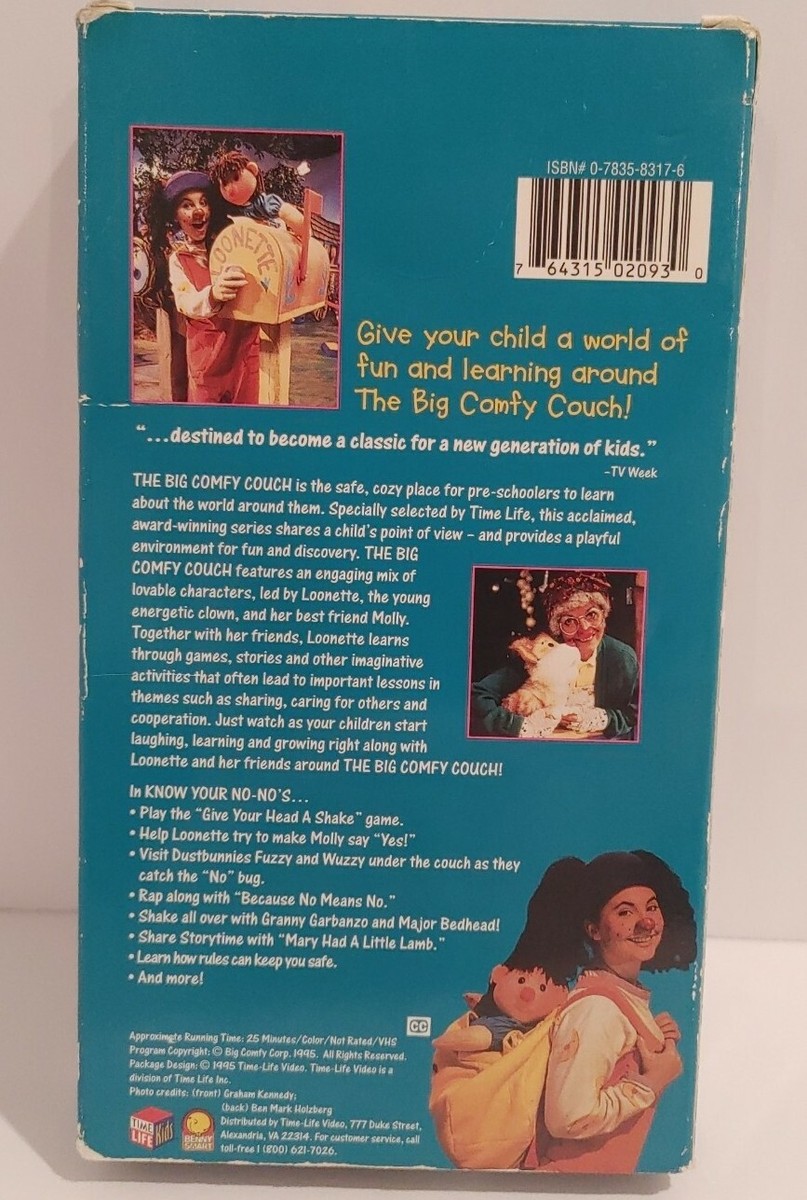 ISBN# 0-7835-8317-6
7 64315 02093 0
LOONETTE
Give your child a world of
fun and learning around
The Big Comfy Couch!
“...destined to become a classic for a new generation of kids.”
–TV Week
THE BIG COMFY COUCH is the safe, cozy place for pre-schoolers to learn
about the world around them. Specially selected by Time Life, this acclaimed,
award-winning series shares a child's point of view – and provides a playful
environment for fun and discovery. THE BIG
COMFY COUCH features an engaging mix of
lovable characters, led by Loonette, the young
energetic clown, and her best friend Molly.
Together with her friends, Loonette learns
through games, stories and other imaginative
activities that often lead to important lessons in
themes such as sharing, caring for others and
cooperation. Just watch as your children start
laughing, learning and growing right along with
Loonette and her friends around THE BIG COMFY COUCH!
In KNOW YOUR NO-NO'S...
• Play the “Give Your Head A Shake” game.
• Help Loonette try to make Molly say “Yes!”
• Visit Dustbunnies Fuzzy and Wuzzy under the couch as they
catch the “No” bug.
• Rap along with “Because No Means No.”
• Shake all over with Granny Garbanzo and Major Bedhead!
• Share Storytime with “Mary Had A Little Lamb.”
• Learn how rules can keep you safe.
• And more!
CC
Approximate Running Time: 25 Minutes/Color/Not Rated/VHS
Program Copyright: © Big Comfy Corp. 1995. All Rights Reserved.
Package Design: © 1995 Time-Life Video. Time-Life Video is a
division of Time Life Inc.
Photo credits: (front) Graham Kennedy;
(back) Ben Mark Holzberg
Distributed by Time-Life Video, 777 Duke Street,
Alexandria, VA 22314. For customer service, call
toll-free 1 (800) 621-7026.
TIME LIFE Kids
BENNY SMART